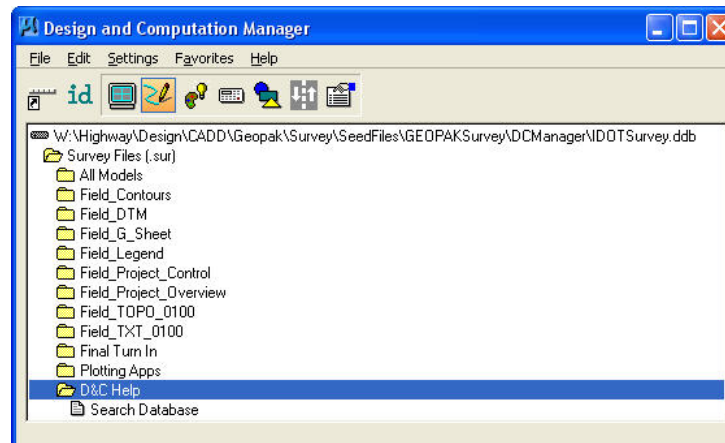 Design and Computation Manager
File Edit Settings Favorites Help
id
W:\Highway\Design\CADD\Geopak\Survey\SeedFiles\GEOPAKSurvey\DCManager\IDOTSurvey.ddb
Survey Files (.sur)
All Models
Field_Contours
Field_DTM
Field_G_Sheet
Field_Legend
Field_Project_Control
Field_Project_Overview
Field_TOPO_0100
Field_TXT_0100
Final Turn In
Plotting Apps
D&C Help
Search Database